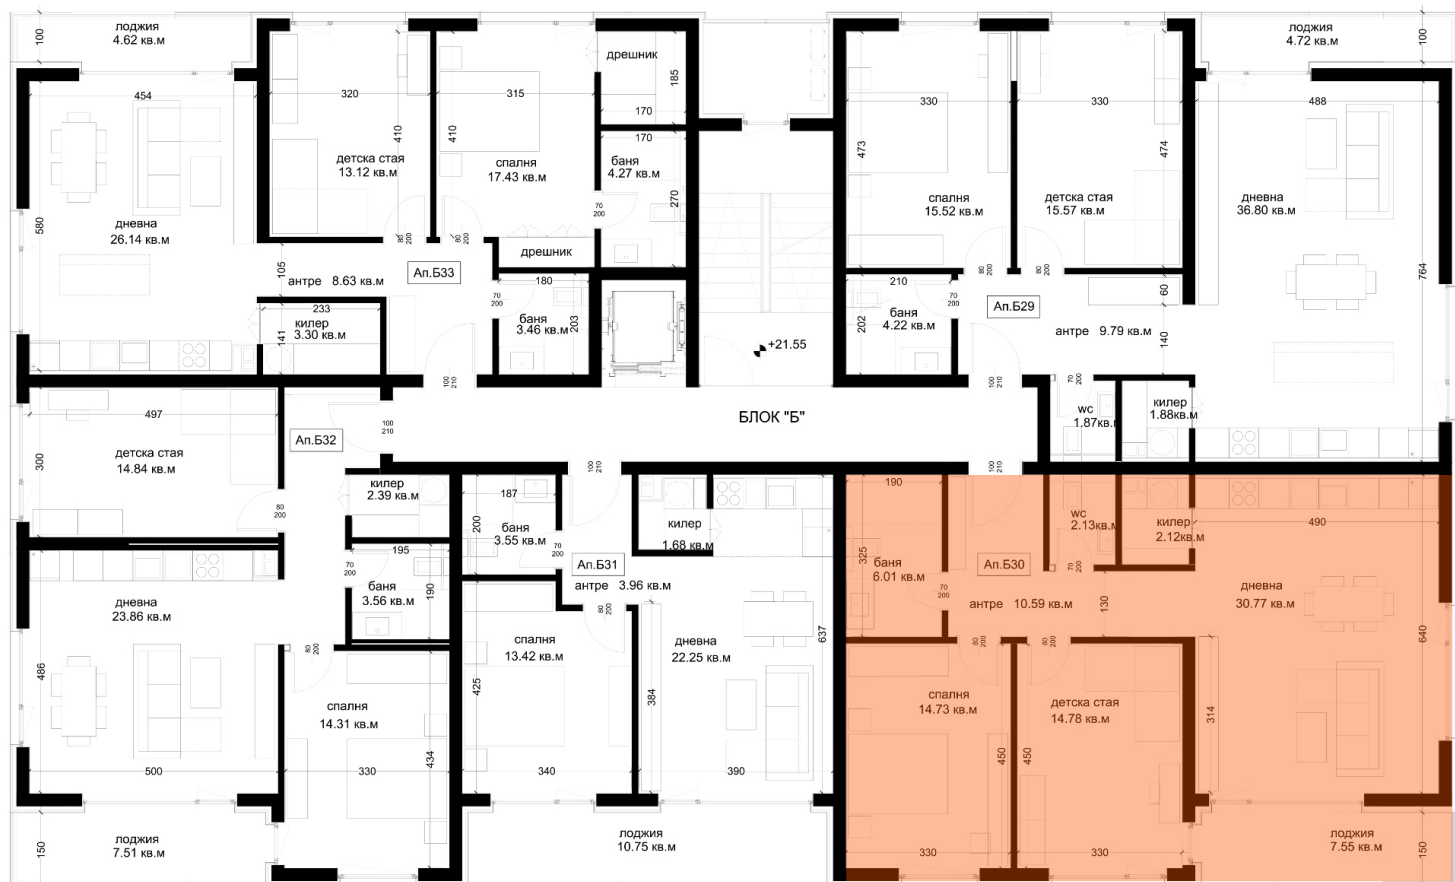 лоджия
4.62 кв.м
100
454
580
дневна
26.14 кв.м
320
410
детска стая
13.12 кв.м
80
200
315
410
спалня
17.43 кв.м
80
200
дрешник
185
170
170
баня
4.27 кв.м
270
70
200
дрешник
105
антре 8.63 кв.м
Ап.Б33
233
141
килер
3.30 кв.м
180
70
200
баня
3.46 кв.м
203
100
210
+21.55
БЛОК "Б"
330
473
спалня
15.52 кв.м
80
200
330
474
детска стая
15.57 кв.м
80
200
лоджия
4.72 кв.м
100
488
дневна
36.80 кв.м
764
210
202
баня
4.22 кв.м
70
200
Ап.Б29
60
антре 9.79 кв.м
140
100
210
70
200
wc
1.87кв.м
килер
1.88кв.м
497
300
детска стая
14.84 кв.м
80
200
Ап.Б32
100
210
килер
2.39 кв.м
195
70
200
баня
3.56 кв.м
190
дневна
23.86 кв.м
486
500
80
200
спалня
14.31 кв.м
434
330
лоджия
7.51 кв.м
150
187
200
баня
3.55 кв.м
70
200
100
210
Ап.Б31
антре 3.96 кв.м
80
200
килер
1.68 кв.м
спалня
13.42 кв.м
425
340
дневна
22.25 кв.м
637
384
390
лоджия
10.75 кв.м
190
325
баня
6.01 кв.м
70
200
100
210
Ап.Б30
антре 10.59 кв.м
130
wc
2.13кв.м
70
200
килер
2.12кв.м
490
дневна
30.77 кв.м
640
314
80
200
спалня
14.73 кв.м
450
330
80
200
детска стая
14.78 кв.м
450
330
лоджия
7.55 кв.м
150